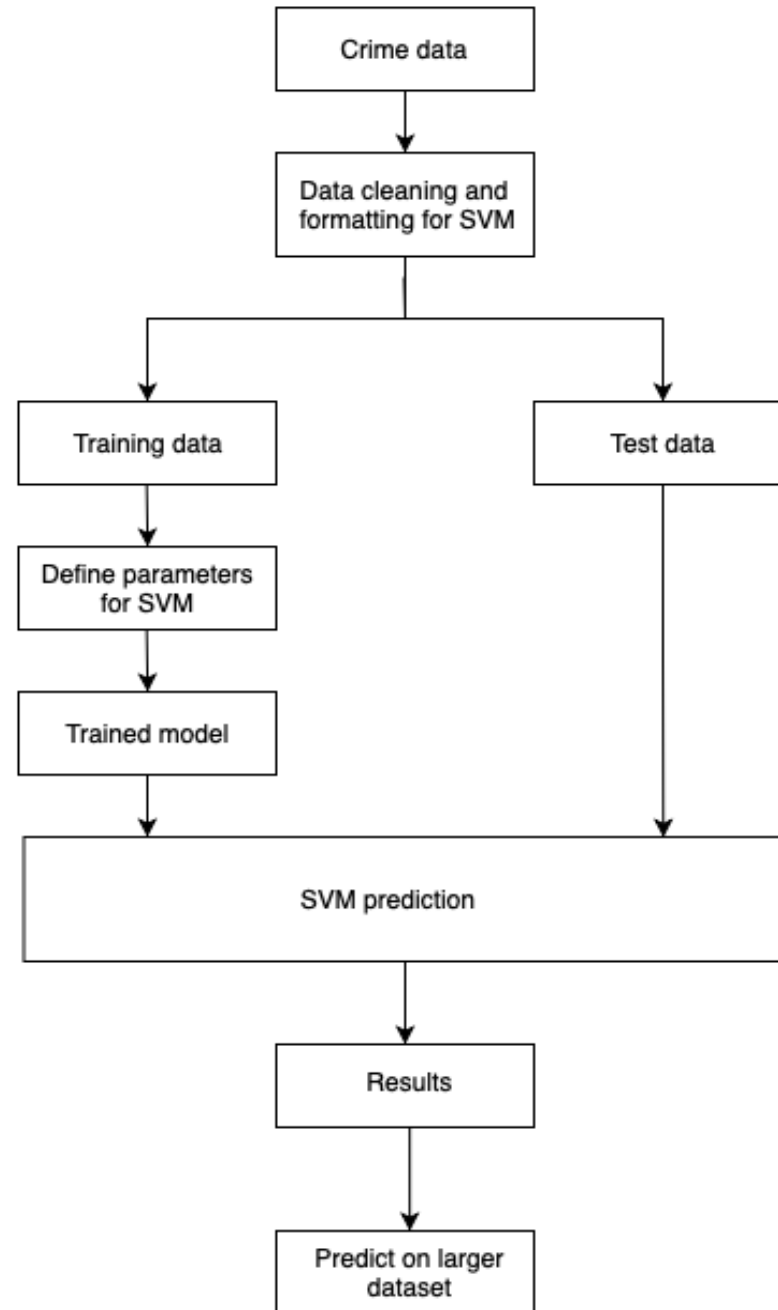 Crime data
Data cleaning and
formatting for SVM
Training data
Test data
Define parameters
for SVM
Trained model
SVM prediction
Results
Predict on larger
dataset